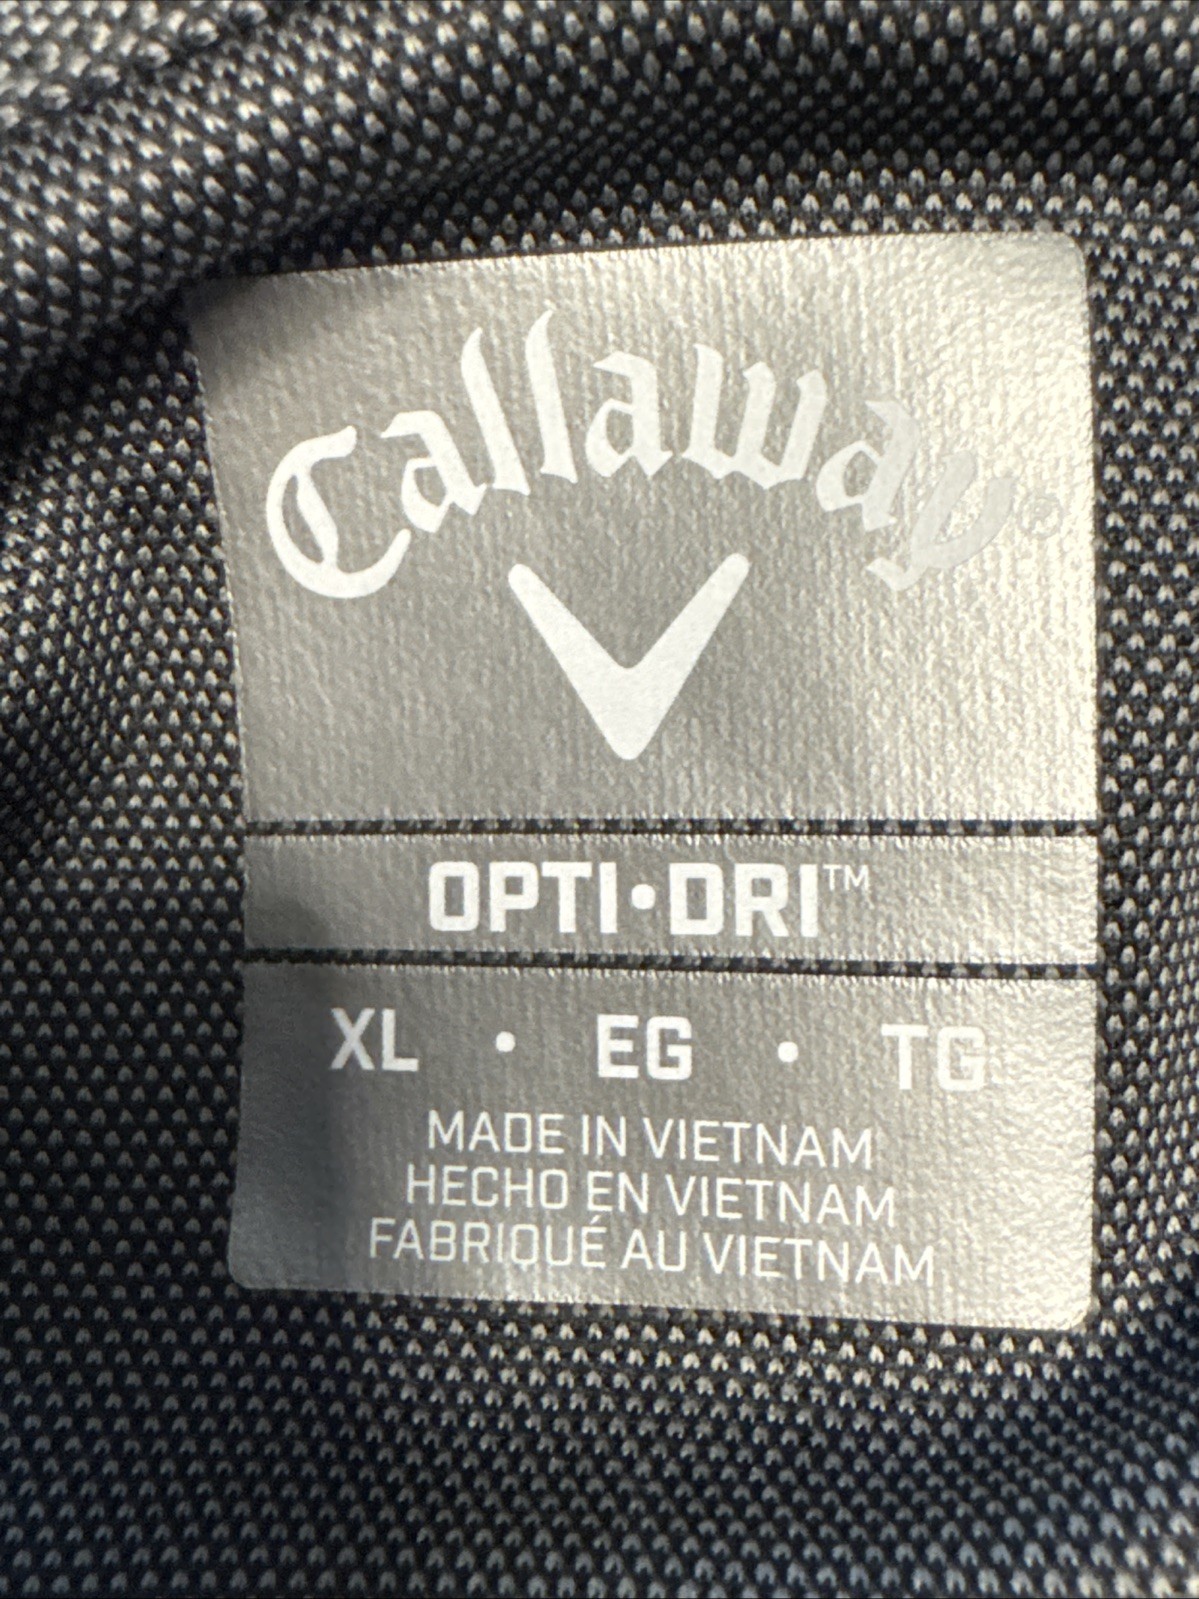 Callaway®
OPTI•DRI™
XL • EG • TG
MADE IN VIETNAM
HECHO EN VIETNAM
FABRIQUÉ AU VIETNAM